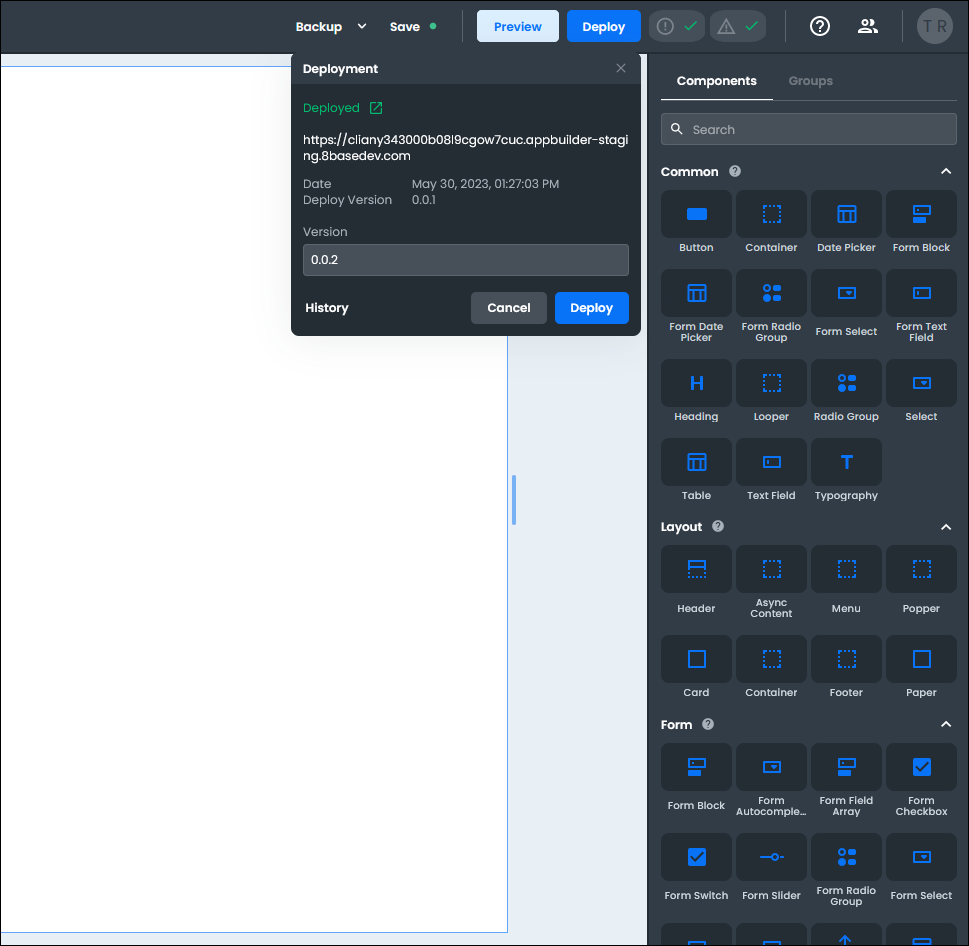 Backup
Save
Preview
Deploy
T R
Deployment
Deployed
https://cliany343000b08l9cgow7cuc.appbuilder-stagi
ng.8basedev.com
Date May 30, 2023, 01:27:03 PM
Deploy Version 0.0.1
Version
0.0.2
History
Cancel
Deploy
Components
Groups
Search
Common
Button
Container
Date Picker
Form Block
Form Date
Picker
Form Radio
Group
Form Select
Form Text
Field
Heading
Looper
Radio Group
Select
Table
Text Field
Typography
Layout
Header
Async
Content
Menu
Popper
Card
Container
Footer
Paper
Form
Form Block
Form
Autocomple...
Form Field
Array
Form
Checkbox
Form Switch
Form Slider
Form Radio
Group
Form Select